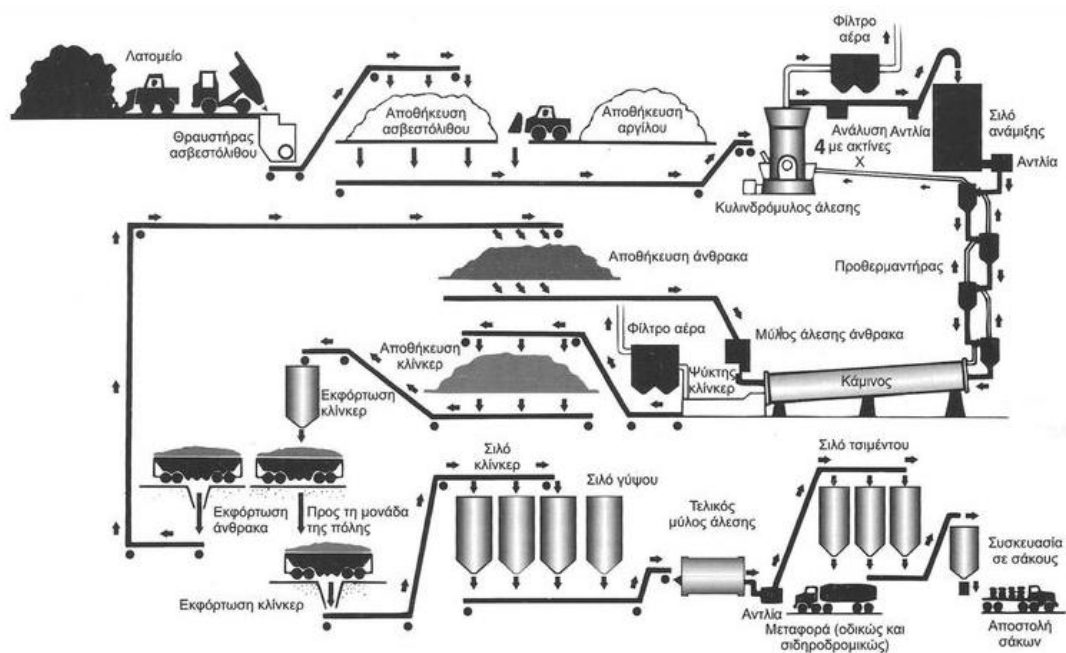 Λατομείο
Θραυστήρας
ασβεστόλιθου
Αποθήκευση
ασβεστόλιθου
Αποθήκευση
αργίλου
Φίλτρο
αέρα
4
Ανάλυση
με ακτίνες
Χ
Αντλία
Σιλό
ανάμιξης
Αντλία
Κυλινδρόμυλος άλεσης
Προθερμαντήρας
Αποθήκευση άνθρακα
Μύλος άλεσης άνθρακα
Φίλτρο αέρα
Ψύκτης
κλίνκερ
Κάμινος
Αποθήκευση
κλίνκερ
Εκφόρτωση
κλίνκερ
Εκφόρτωση
άνθρακα
Προς τη μονάδα
της πόλης
Εκφόρτωση κλίνκερ
Σιλό
κλίνκερ
Σιλό γύψου
Τελικός
μύλος άλεσης
Αντλία
Σιλό τσιμέντου
Μεταφορά (οδικώς και
σιδηροδρομικώς)
Συσκευασία
σε σάκους
Αποστολή
σάκων